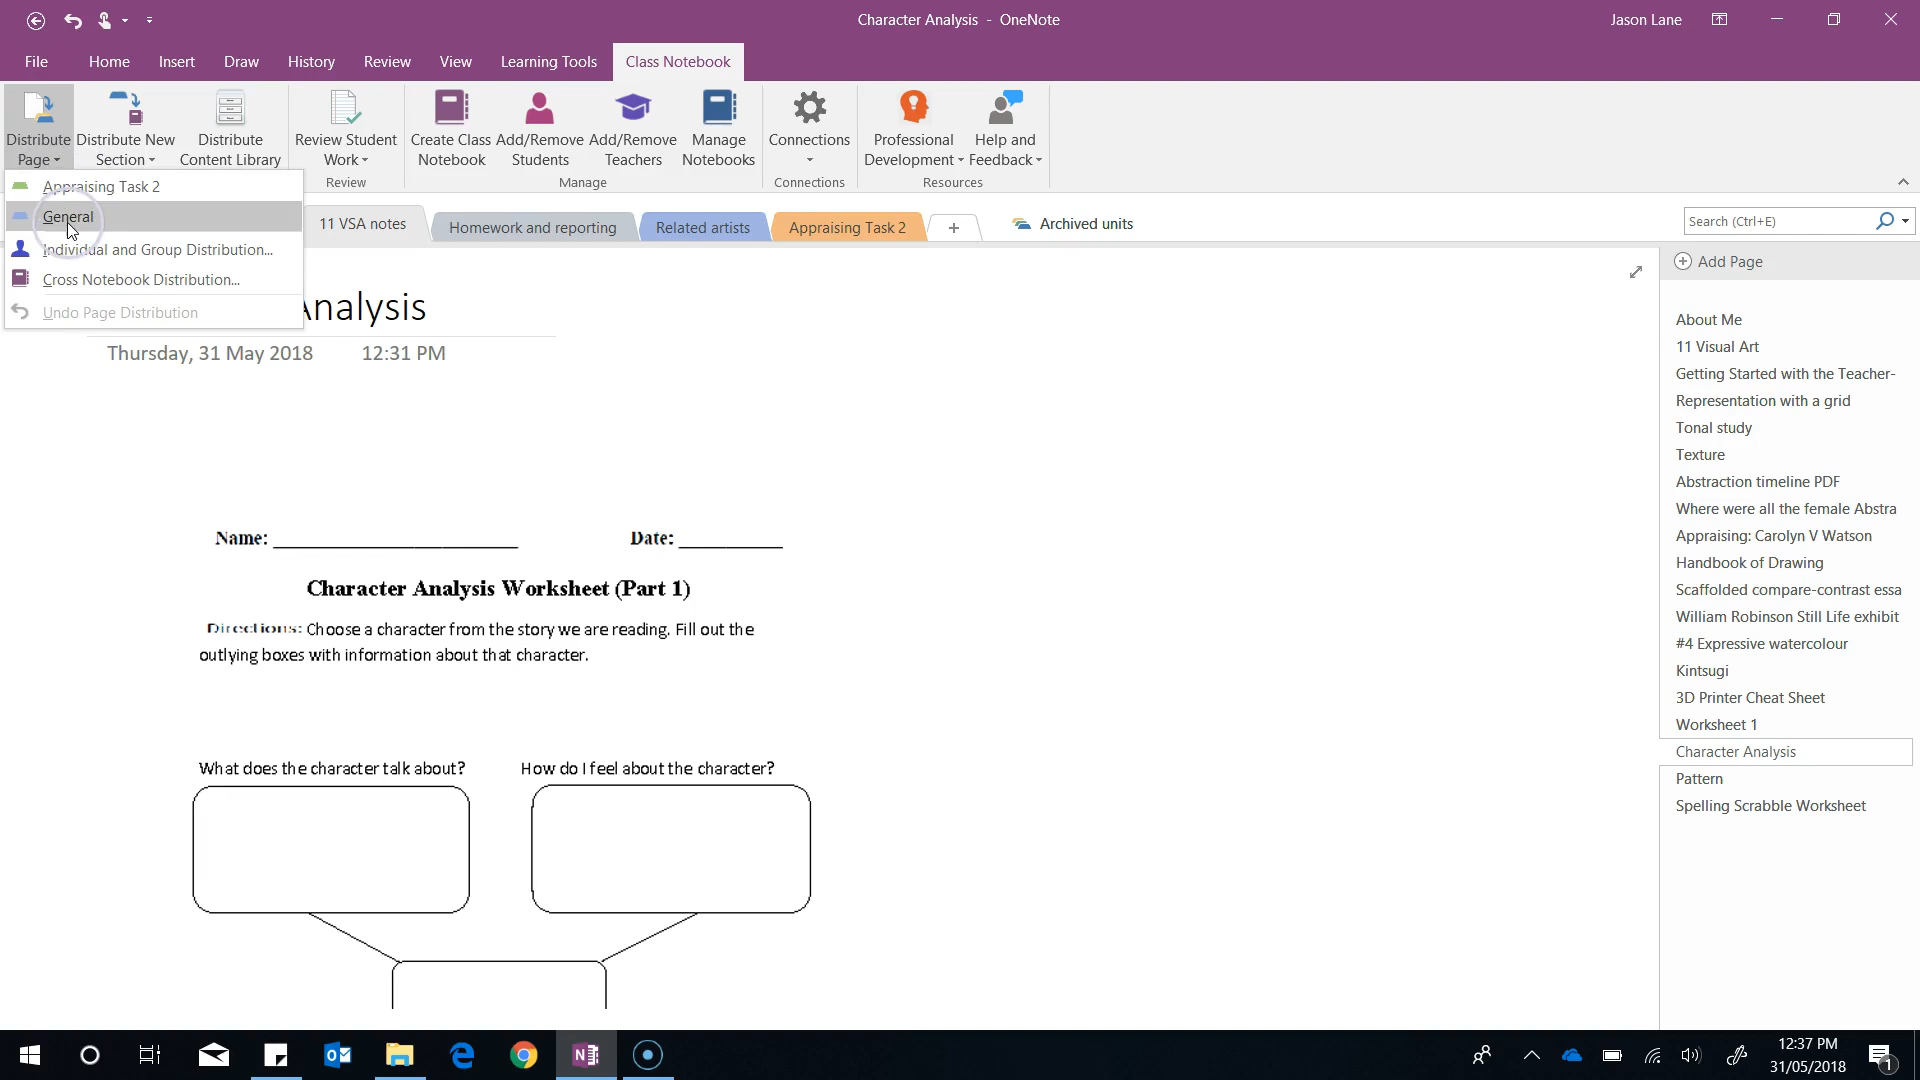 Character Analysis - OneNote
Jason Lane
File Home Insert Draw History Review View Learning Tools Class Notebook
Distribute Page
Distribute New Section
Distribute Content Library
Review Student Work
Create Class Notebook
Add/Remove Students
Add/Remove Teachers
Manage Notebooks
Connections
Professional Development
Help and Feedback
Review
Manage
Connections
Resources
Appraising Task 2
General
Individual and Group Distribution...
Cross Notebook Distribution...
Undo Page Distribution
11 VSA notes
Homework and reporting
Related artists
Appraising Task 2
Archived units
Search (Ctrl+E)
Add Page
Analysis
Thursday, 31 May 2018 12:31 PM
Name:
Date:
Character Analysis Worksheet (Part 1)
Directions: Choose a character from the story we are reading. Fill out the
outlying boxes with information about that character.
What does the character talk about?
How do I feel about the character?
About Me
11 Visual Art
Getting Started with the Teacher-
Representation with a grid
Tonal study
Texture
Abstraction timeline PDF
Where were all the female Abstra
Appraising: Carolyn V Watson
Handbook of Drawing
Scaffolded compare-contrast essa
William Robinson Still Life exhibit
#4 Expressive watercolour
Kintsugi
3D Printer Cheat Sheet
Worksheet 1
Character Analysis
Pattern
Spelling Scrabble Worksheet
12:37 PM
31/05/2018
1